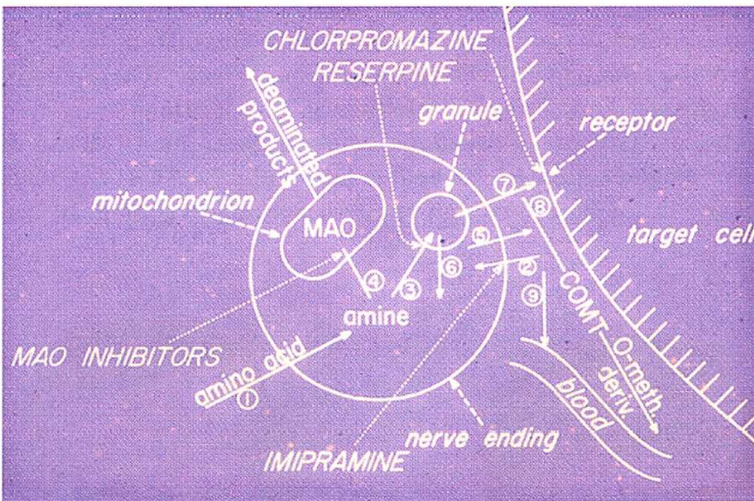 CHLORPROMAZINE
RESERPINE
deaminated
products
granule
receptor
mitochondrion
MAO
⑦
⑧
target cell
⑤
②
⑥
④
③
⑨
amine
COMT
O-meth.
deriv.
MAO INHIBITORS
amino acid
①
blood
nerve ending
IMIPRAMINE